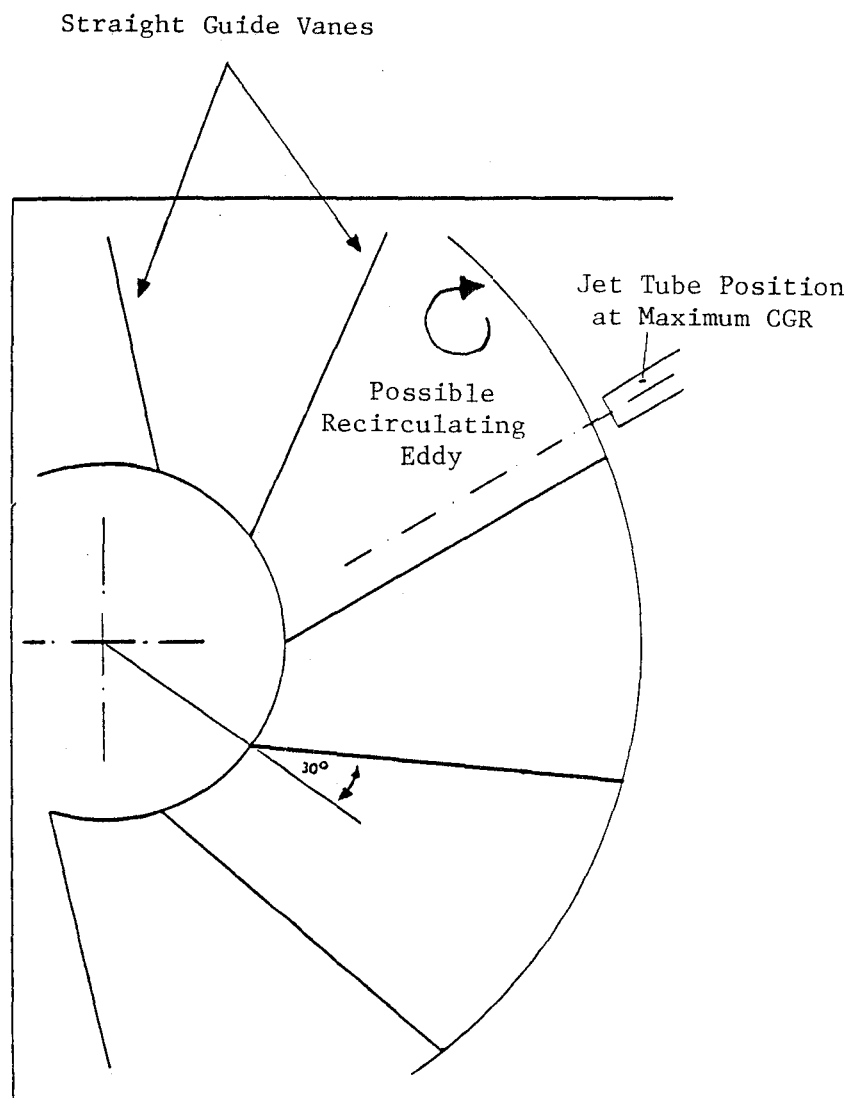 Straight Guide Vanes
Jet Tube Position
at Maximum CGR
Possible
Recirculating
Eddy
30°